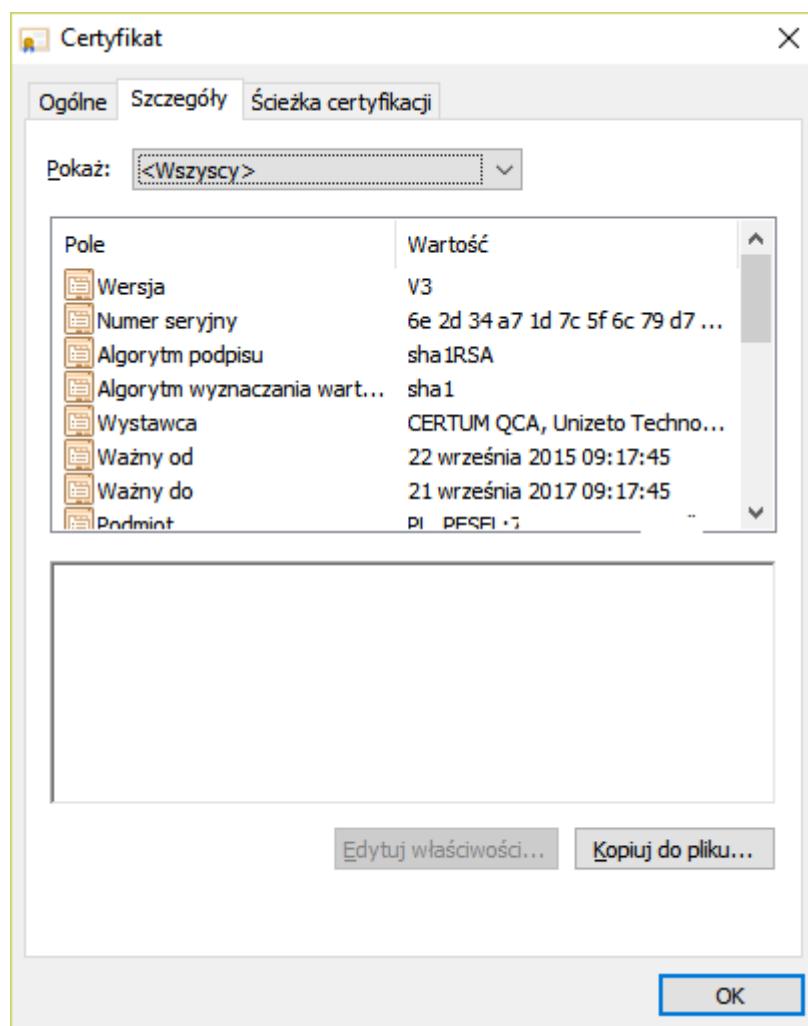 Certyfikat
Ogólne Szczegóły Ścieżka certyfikacji
Pokaż: <Wszyscy>
Pole Wartość
Wersja V3
Numer seryjny 6e 2d 34 a7 1d 7c 5f 6c 79 d7 ...
Algorytm podpisu sha1RSA
Algorytm wyznaczania wart... sha1
Wystawca CERTUM QCA, Unizeto Techno...
Ważny od 22 września 2015 09:17:45
Ważny do 21 września 2017 09:17:45
Podmiot PL, PESEL:7
Edytuj właściwości... Kopiuj do pliku...
OK